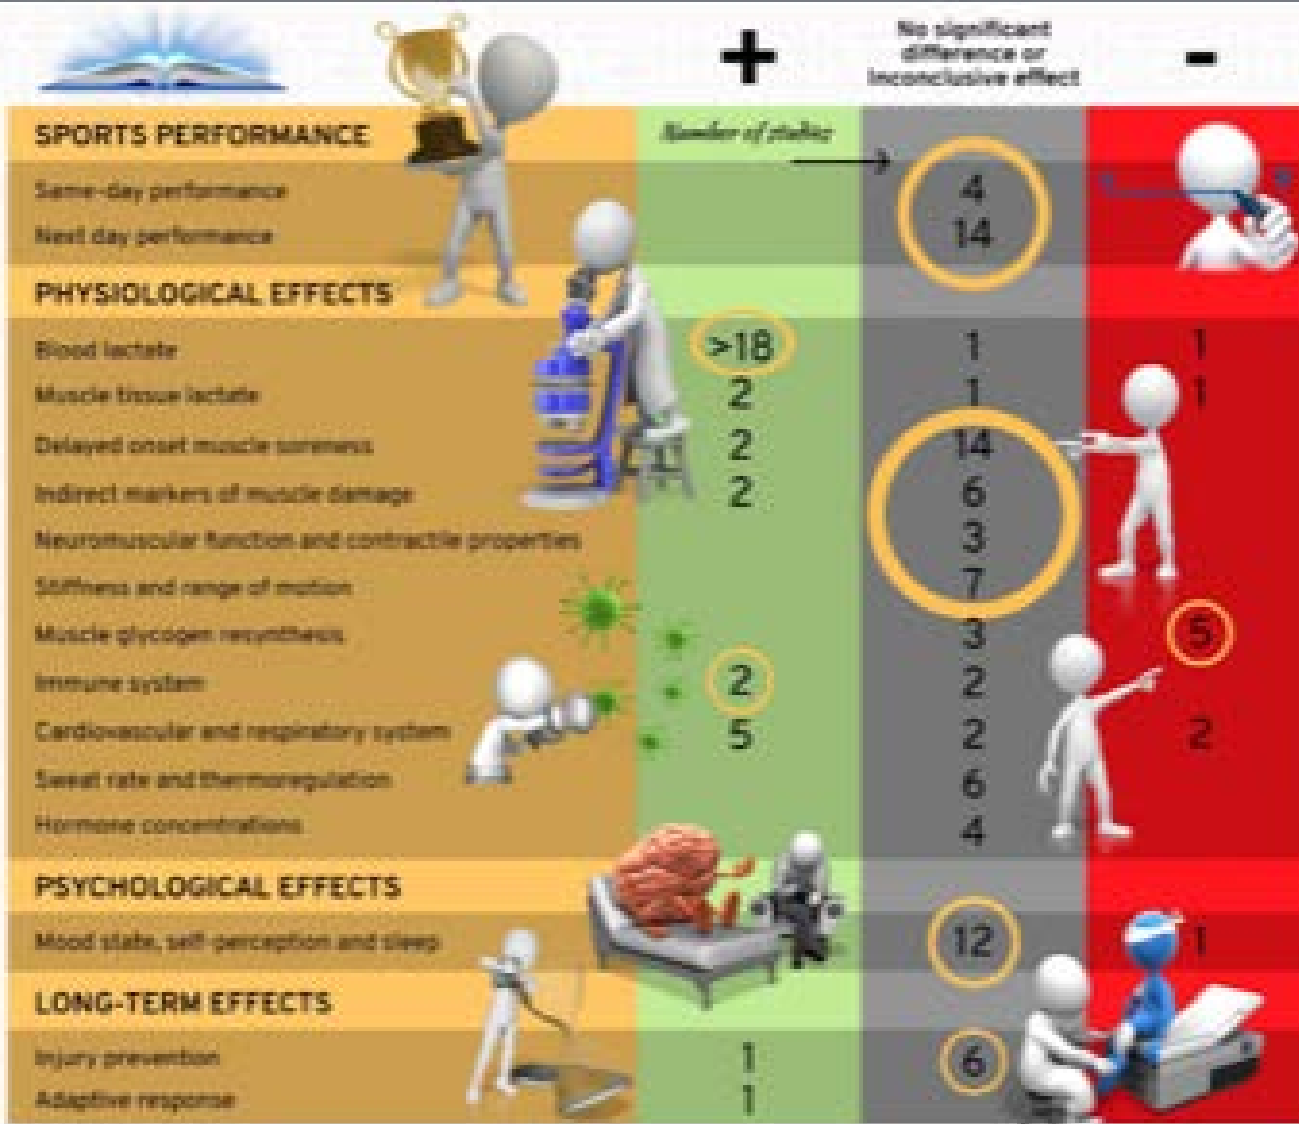 +
No significant
difference or
inconclusive effect
-
SPORTS PERFORMANCE
Number of studies
Same-day performance 4
Next day performance 14
PHYSIOLOGICAL EFFECTS
Blood lactate >18 1 1
Muscle tissue lactate 2 1 1
Delayed onset muscle soreness 2 14
Indirect markers of muscle damage 2 6
Neuromuscular function and contractile properties 3
Stiffness and range of motion 7
Muscle glycogen resynthesis 3 5
Immune system 2 2
Cardiovascular and respiratory system 5 2 2
Sweat rate and thermoregulation 6
Hormone concentrations 4
PSYCHOLOGICAL EFFECTS
Mood state, self-perception and sleep 12 1
LONG-TERM EFFECTS
Injury prevention 1 6
Adaptive response 1